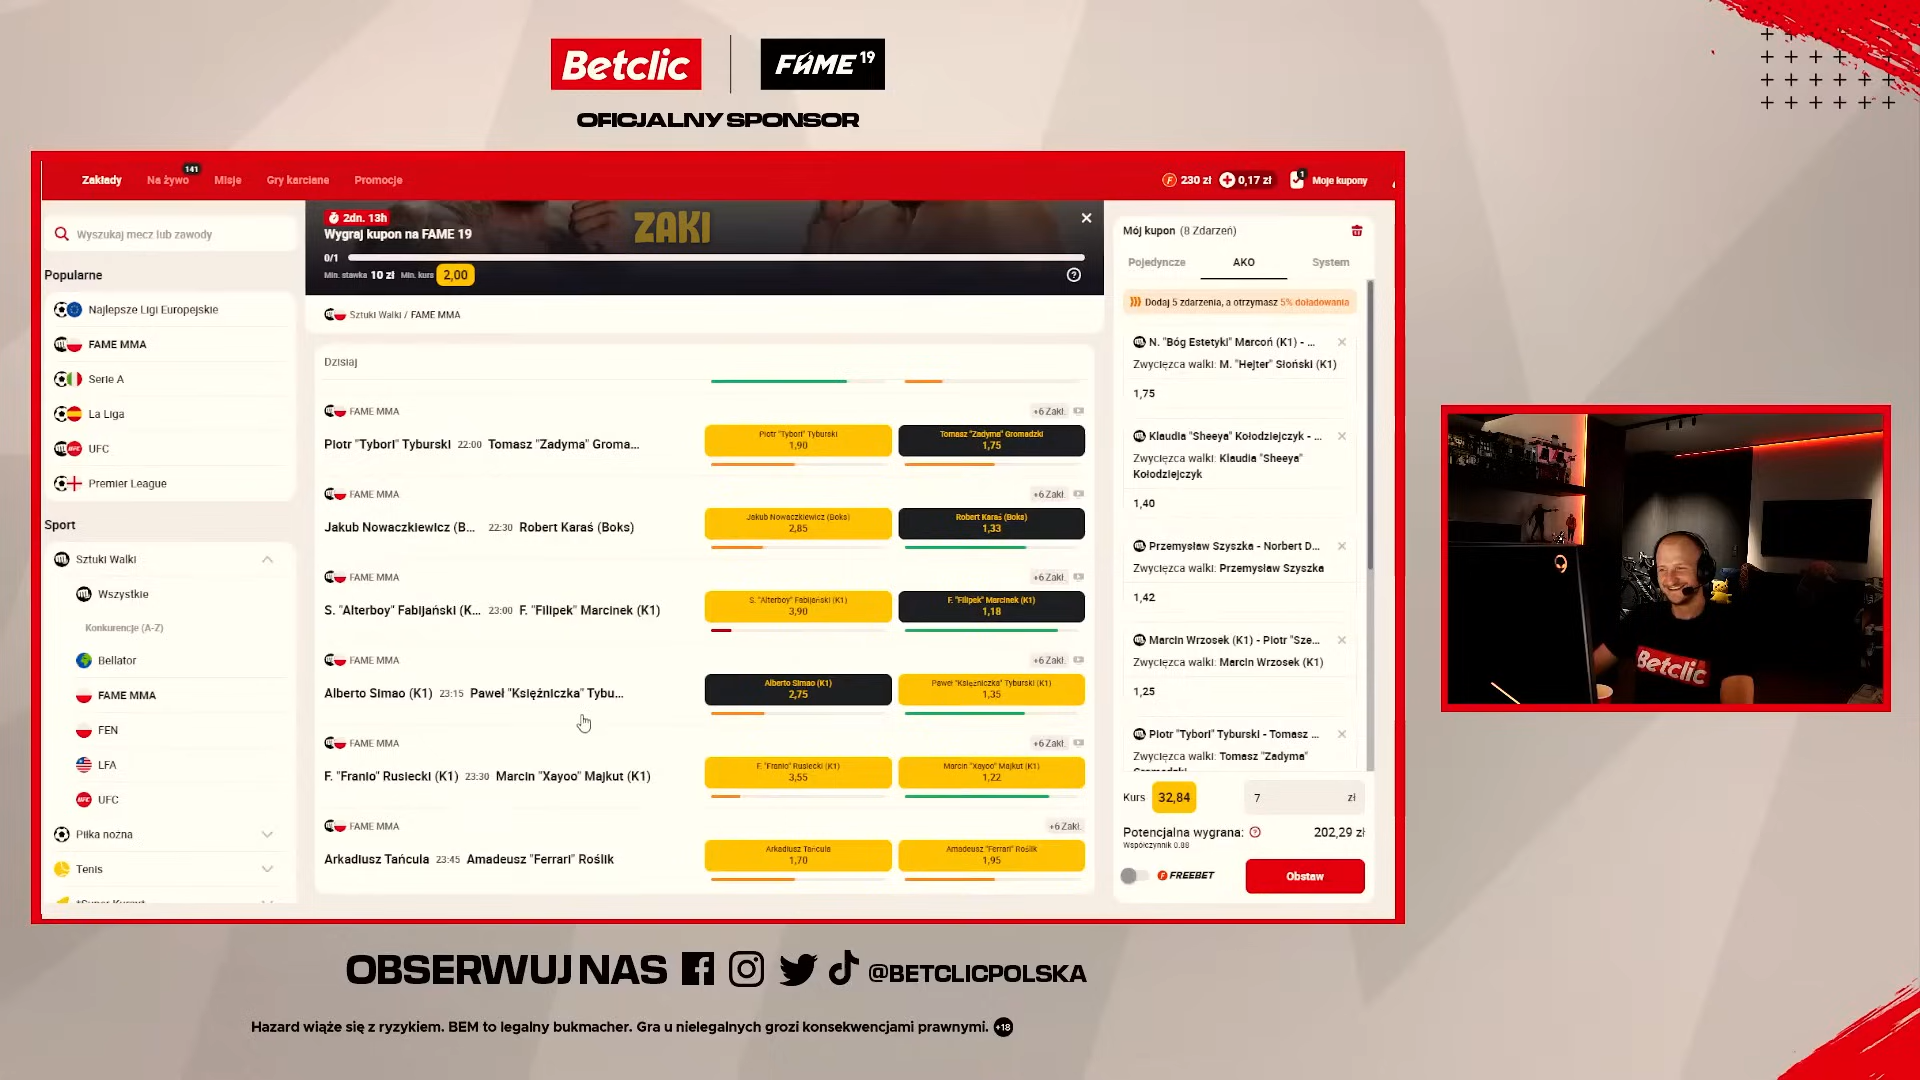 Betclic
FAME 19
OFICJALNY SPONSOR
Zakłady
Na żywo
141
Misje
Gry karciane
Promocje
230 zł
0,17 zł
1
Moje kupony
Wyszukaj mecz lub zawody
Popularne
Najlepsze Ligi Europejskie
FAME MMA
Serie A
La Liga
UFC
Premier League
Sport
Sztuki Walki
Wszystkie
Konkurencje (A-Z)
Bellator
FAME MMA
FEN
LFA
UFC
Piłka nożna
Tenis
2dn. 13h
Wygraj kupon na FAME 19
ZAKI
0/1
Min. stawka 10 zł Min. kurs 2,00
Sztuki Walki / FAME MMA
Dzisiaj
FAME MMA
+6 Zakł.
Piotr "Tybori" Tyburski 22:00 Tomasz "Zadyma" Groma...
Piotr "Tybori" Tyburski
1,90
Tomasz "Zadyma" Gromadzki
1,75
FAME MMA
+6 Zakł.
Jakub Nowaczkiewicz (B... 22:30 Robert Karaś (Boks)
Jakub Nowaczkiewicz (Boks)
2,85
Robert Karaś (Boks)
1,33
FAME MMA
+6 Zakł.
S. "Alterboy" Fabijański (K... 23:00 F. "Filipek" Marcinek (K1)
S. "Alterboy" Fabijański (K1)
3,90
F. "Filipek" Marcinek (K1)
1,18
FAME MMA
+6 Zakł.
Alberto Simao (K1) 23:15 Paweł "Księżniczka" Tybu...
Alberto Simao (K1)
2,75
Paweł "Księżniczka" Tyburski (K1)
1,35
FAME MMA
+6 Zakł.
F. "Franio" Rusiecki (K1) 23:30 Marcin "Xayoo" Majkut (K1)
F. "Franio" Rusiecki (K1)
3,55
Marcin "Xayoo" Majkut (K1)
1,22
FAME MMA
+6 Zakł.
Arkadiusz Tańcula 23:45 Amadeusz "Ferrari" Roślik
Arkadiusz Tańcula
1,70
Amadeusz "Ferrari" Roślik
1,95
Mój kupon (8 Zdarzeń)
Pojedyncze
AKO
System
Dodaj 5 zdarzenia, a otrzymasz 5% doładowania
N. "Bóg Estetyki" Marcoń (K1) - ...
Zwycięzca walki: M. "Hejter" Słoński (K1)
1,75
Klaudia "Sheeya" Kołodziejczyk - ...
Zwycięzca walki: Klaudia "Sheeya"
Kołodziejczyk
1,40
Przemysław Szyszka - Norbert D...
Zwycięzca walki: Przemysław Szyszka
1,42
Marcin Wrzosek (K1) - Piotr "Sze...
Zwycięzca walki: Marcin Wrzosek (K1)
1,25
Piotr "Tybori" Tyburski - Tomasz ...
Zwycięzca walki: Tomasz "Zadyma"
Kurs 32,84
7 zł
Potencjalna wygrana: 202,29 zł
Współczynnik 0.88
FREEBET
Obstaw
Betclic
OBSERWUJ NAS
@BETCLICPOLSKA
Hazard wiąże się z ryzykiem. BEM to legalny bukmacher. Gra u nielegalnych grozi konsekwencjami prawnymi. +18